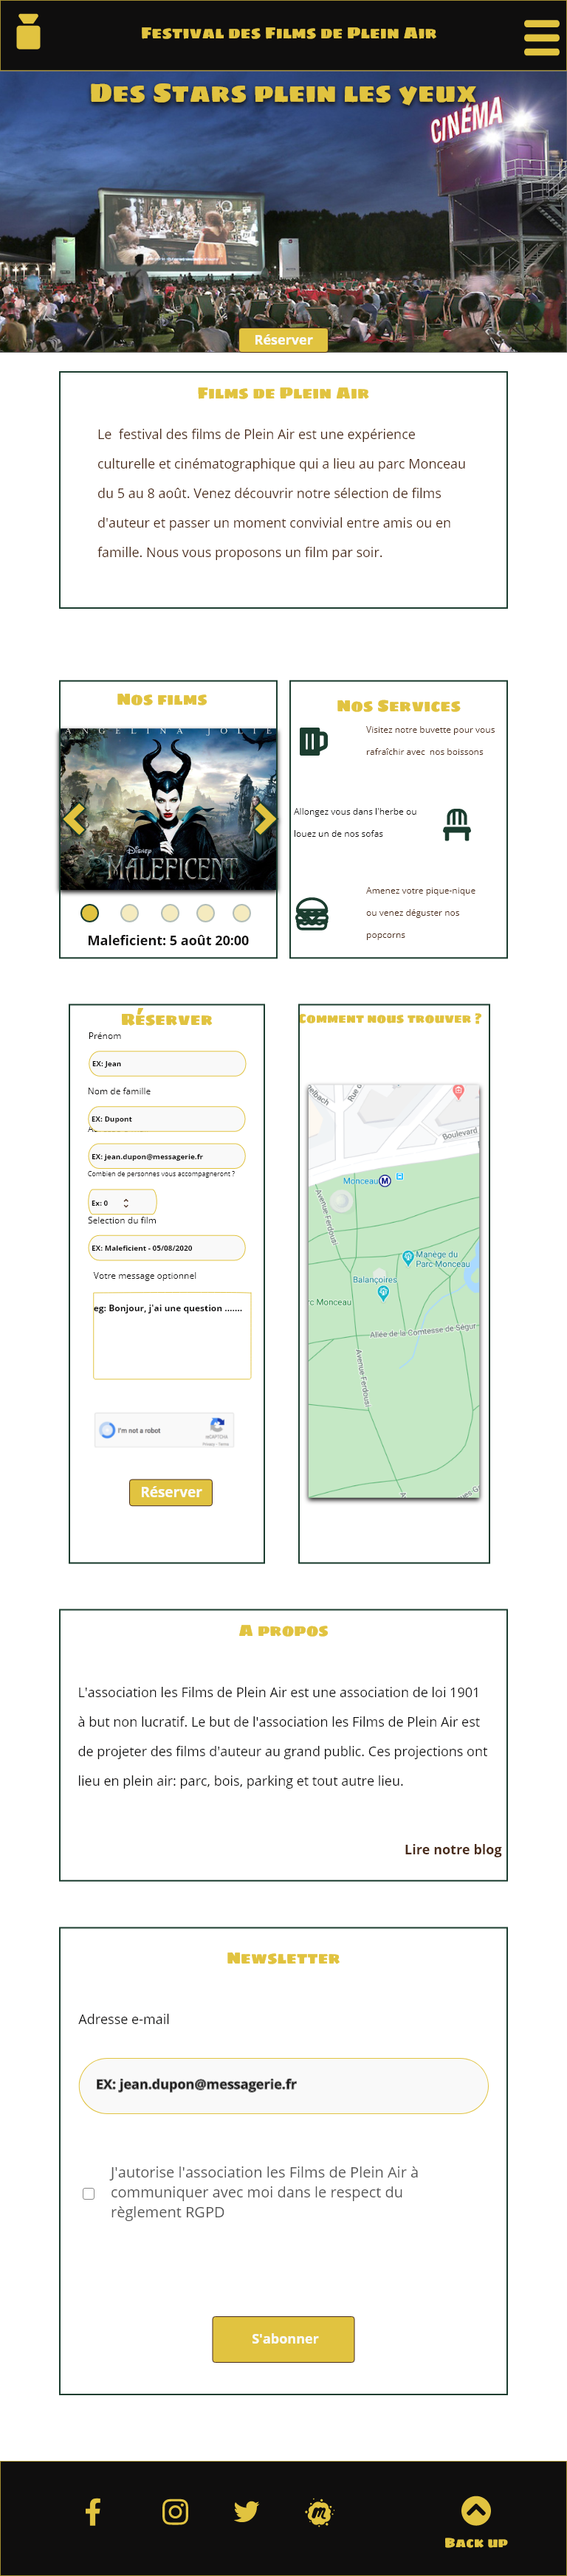 Festival des Films de Plein Air
Des Stars plein les yeux
CINÉMA
Réserver
Films de Plein Air
Le festival des films de Plein Air est une expérience
culturelle et cinématographique qui a lieu au parc Monceau
du 5 au 8 août. Venez découvrir notre sélection de films
d'auteur et passer un moment convivial entre amis ou en
famille. Nous vous proposons un film par soir.
Nos films
ANGELINA JOLIE
Disney
MALEFICENT
Maleficient: 5 août 20:00
Nos Services
Visitez notre buvette pour vous
rafraîchir avec nos boissons
Allongez vous dans l'herbe ou
louez un de nos sofas
Amenez votre pique-nique
ou venez déguster nos
popcorns
Réserver
Prénom
EX: Jean
Nom de famille
EX: Dupont
EX: jean.dupon@messagerie.fr
Combien de personnes vous accompagneront ?
Ex: 0
Selection du film
EX: Maleficient - 05/08/2020
Votre message optionnel
eg: Bonjour, j'ai une question .......
I'm not a robot
reCAPTCHA
Privacy - Terms
Réserver
Comment nous trouver ?
gelbach
Rue
Boulevard
Monceau M
Avenue Ferdousi
Manège du
Parc Monceau
Balançoires
rc Monceau
Allée de la Comtesse de Ségur
Avenue Ferdousi
A propos
L'association les Films de Plein Air est une association de loi 1901
à but non lucratif. Le but de l'association les Films de Plein Air est
de projeter des films d'auteur au grand public. Ces projections ont
lieu en plein air: parc, bois, parking et tout autre lieu.
Lire notre blog
Newsletter
Adresse e-mail
EX: jean.dupon@messagerie.fr
J'autorise l'association les Films de Plein Air à
communiquer avec moi dans le respect du
règlement RGPD
S'abonner
Back up